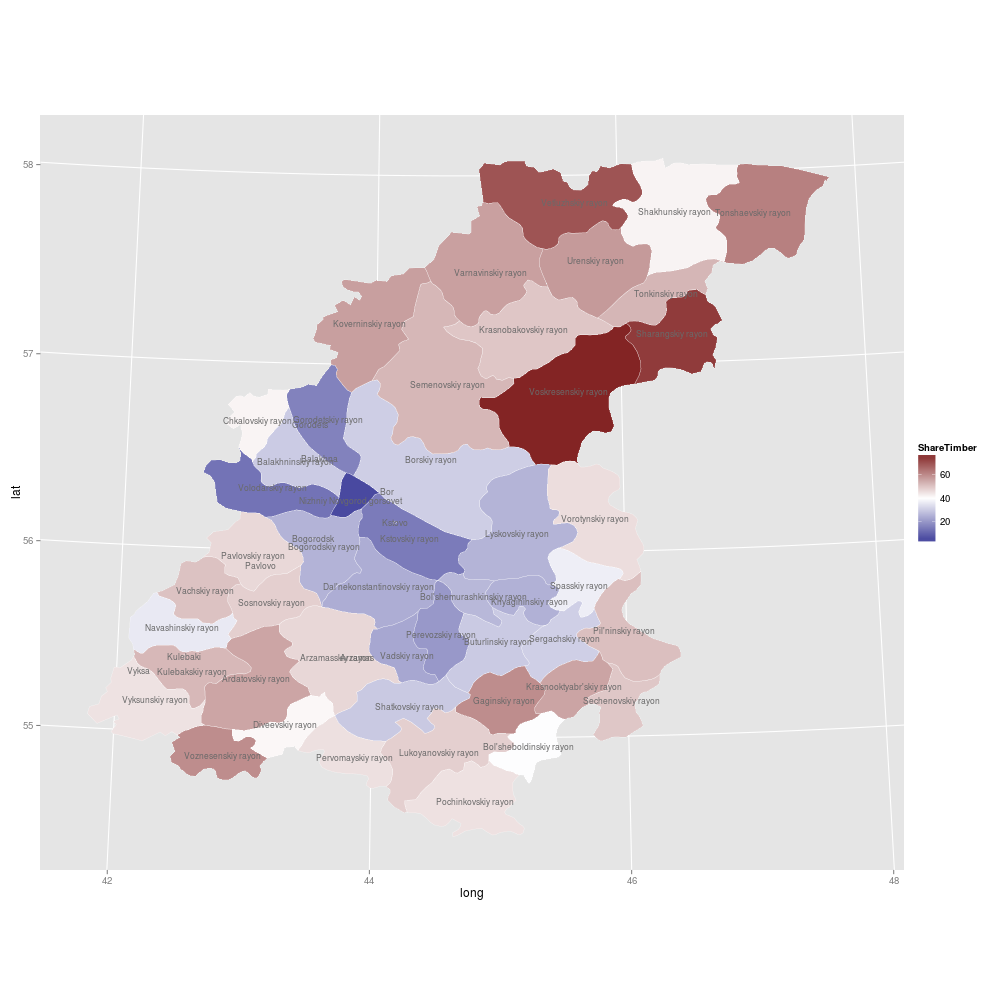 58
57
56
55
lat
42
44
46
48
long
ShareTimber
60
40
20
Shakhunskiy rayon
Tonshaevskiy rayon
Urenskiy rayon
Varnavinskiy rayon
Tonkinskiy rayon
Koverninskiy rayon
Krasnobakovskiy rayon
Sharangskiy rayon
Semenovskiy rayon
Voskresenskiy rayon
Chkalovskiy rayon
Gorodetskiy rayon
Gorodets
Balakhna
Balakhninskiy rayon
Borskiy rayon
Volodarskiy rayon
Bor
Nizhniy Novgorod gorsovet
Kstovo
Kstovskiy rayon
Vorotynskiy rayon
Lyskovskiy rayon
Bogorodsk
Bogorodskiy rayon
Pavlovskiy rayon
Pavlovo
Dal'nekonstantinovskiy rayon
Spasskiy rayon
Vachskiy rayon
Bol'shemurashkinskiy rayon
Knyaghininskiy rayon
Sosnovskiy rayon
Navashinskiy rayon
Perevozskiy rayon
Buturlinskiy rayon
Sergachskiy rayon
Pil'ninskiy rayon
Kulebaki
Arzamasskiy rayon
Arzamas
Vadskiy rayon
Vyksa
Kulebakskiy rayon
Ardatovskiy rayon
Krasnooktyabr'skiy rayon
Vyksunskiy rayon
Shatkovskiy rayon
Gaginskiy rayon
Sechenovskiy rayon
Diveevskiy rayon
Bol'sheboldinskiy rayon
Voznesenskiy rayon
Pervomayskiy rayon
Lukoyanovskiy rayon
Pochinkovskiy rayon